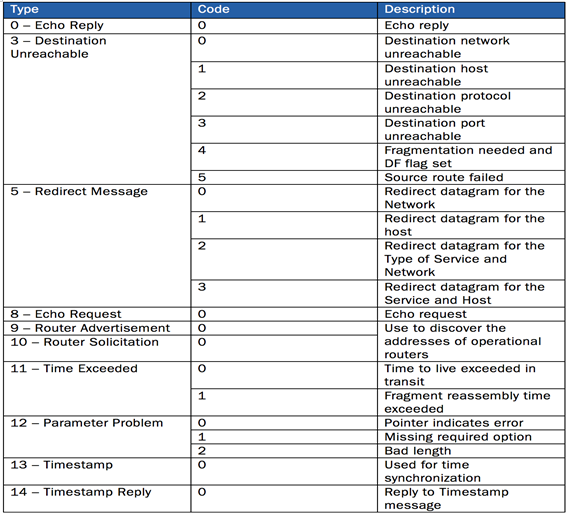 Type Code Description
0 – Echo Reply 0 Echo reply
3 – Destination 0 Destination network
Unreachable unreachable
1 Destination host
unreachable
2 Destination protocol
unreachable
3 Destination port
unreachable
4 Fragmentation needed and
DF flag set
5 Source route failed
5 – Redirect Message 0 Redirect datagram for the
Network
1 Redirect datagram for the
host
2 Redirect datagram for the
Type of Service and
Network
3 Redirect datagram for the
Service and Host
8 – Echo Request 0 Echo request
9 – Router Advertisement 0 Use to discover the
10 – Router Solicitation 0 addresses of operational
routers
11 – Time Exceeded 0 Time to live exceeded in
transit
1 Fragment reassembly time
exceeded
12 – Parameter Problem 0 Pointer indicates error
1 Missing required option
2 Bad length
13 – Timestamp 0 Used for time
synchronization
14 – Timestamp Reply 0 Reply to Timestamp
message